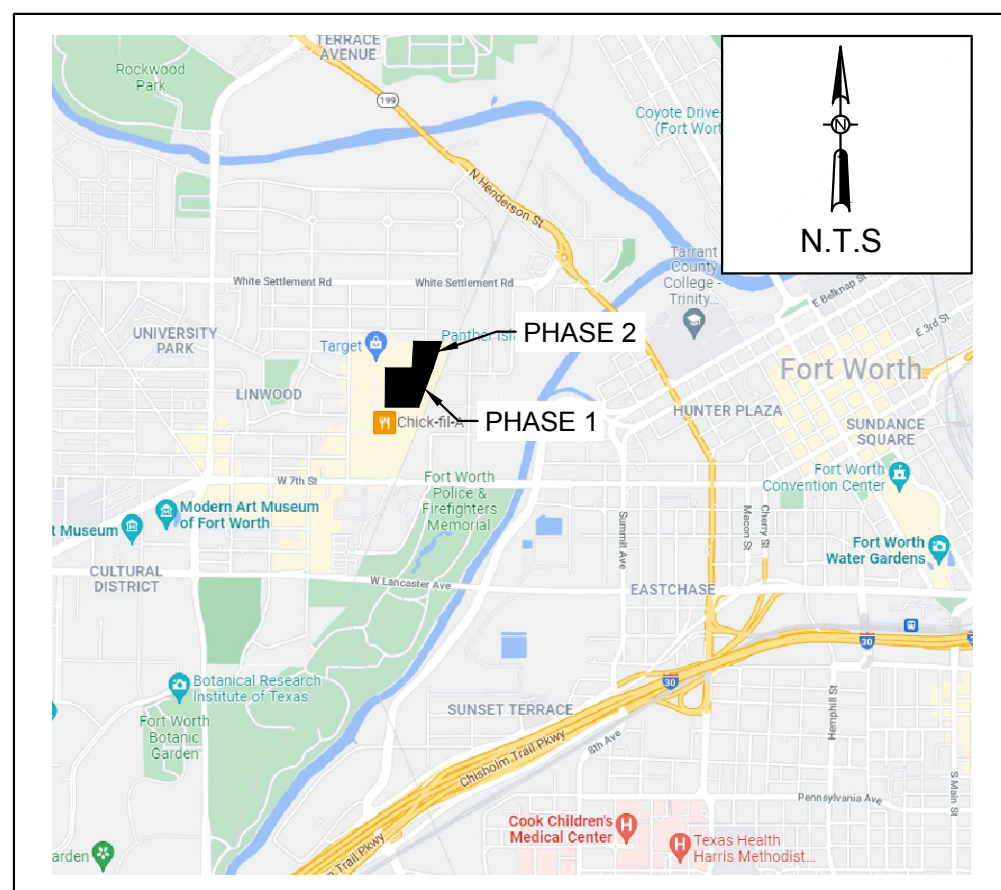 TERRACE
AVENUE
Rockwood
Park
199
Coyote Drive-
(Fort Wort
N Henderson St
N
N.T.S
Tarrant
County
College -
Trinity...
White Settlement Rd
White Settlement Rd
E Belknap St
E 3rd St
UNIVERSITY
PARK
Target
Panther Isl
PHASE 2
Fort Worth
LINWOOD
Chick-fil-A
PHASE 1
HUNTER PLAZA
SUNDANCE
SQUARE
W 7th St
Fort Worth
Police &
Firefighters
Memorial
Fort Worth
Convention Center
Modern Art Museum
of Fort Worth
t Museum
Summit Ave
Macon St
Cherry St
Fort Worth
Water Gardens
CULTURAL
DISTRICT
W Lancaster Ave
EASTCHASE
30
30
Botanical Research
Institute of Texas
SUNSET TERRACE
Fort Worth
Botanic
Garden
8th Ave
Hemphill St
S Main St
Chisholm Trail Pkwy
Pennsylvania Ave
Cook Children's
Medical Center
H
H
Texas Health
Harris Methodist...
arden
m Trail Pkwy